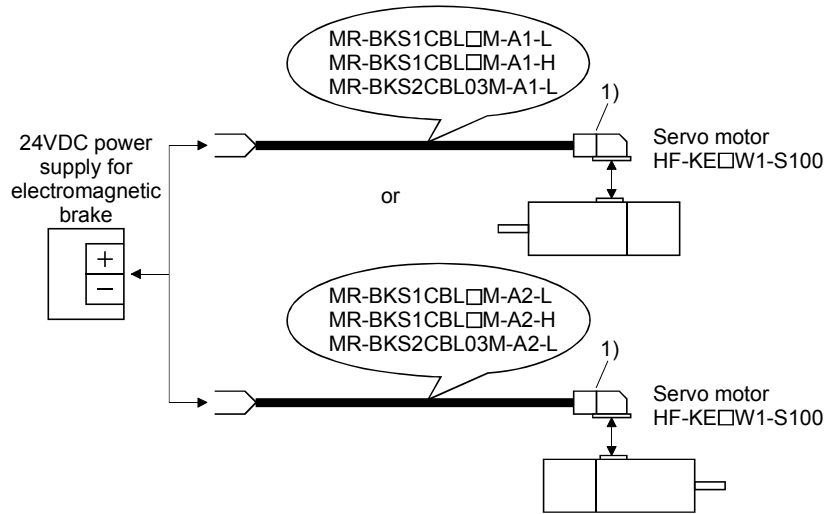 MR-BKS1CBL□M-A1-L
MR-BKS1CBL□M-A1-H
MR-BKS2CBL03M-A1-L
1)
24VDC power
supply for
electromagnetic
brake
Servo motor
HF-KE□W1-S100
or
+
−
MR-BKS1CBL□M-A2-L
MR-BKS1CBL□M-A2-H
MR-BKS2CBL03M-A2-L
1)
Servo motor
HF-KE□W1-S100